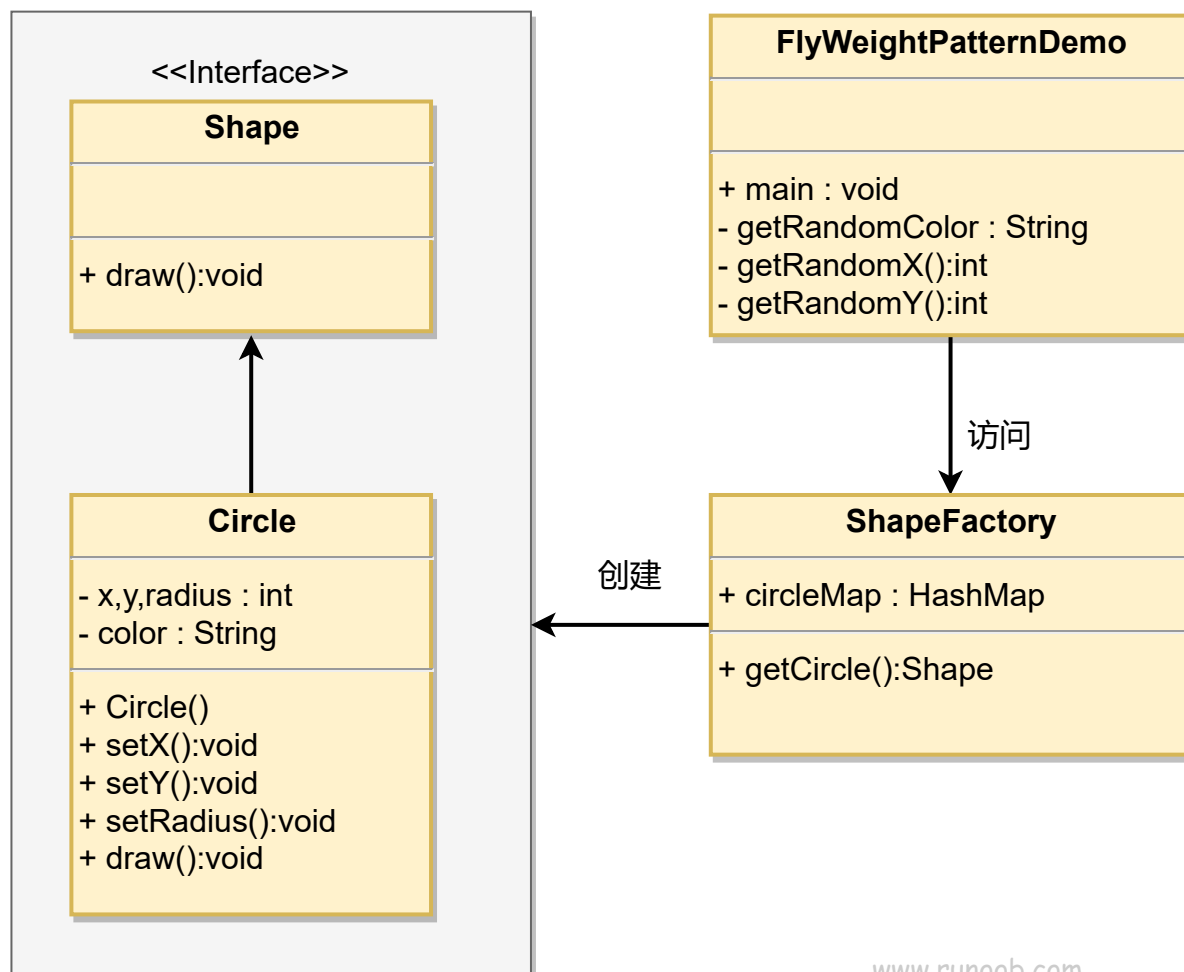 <<Interface>>
Shape
+ draw():void
Circle
- x,y,radius : int
- color : String
+ Circle()
+ setX():void
+ setY():void
+ setRadius():void
+ draw():void
FlyWeightPatternDemo
+ main : void
- getRandomColor : String
- getRandomX():int
- getRandomY():int
访问
ShapeFactory
+ circleMap : HashMap
+ getCircle():Shape
创建
www.runoob.com